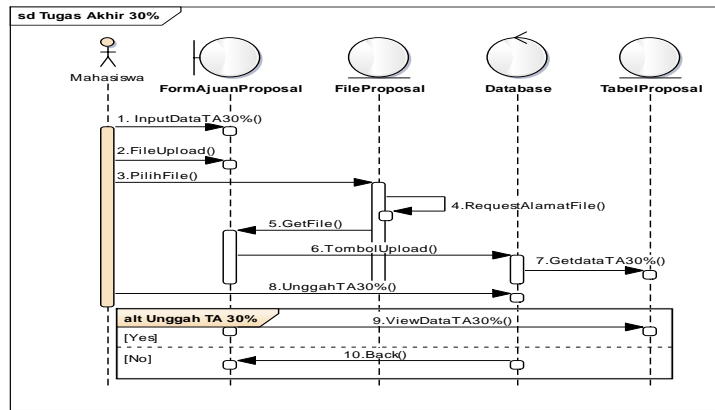 sd Tugas Akhir 30%
Mahasiswa
FormAjuanProposal
FileProposal
Database
TabelProposal
1. InputDataTA30%()
2.FileUpload()
3.PilihFile()
4.RequestAlamatFile()
5.GetFile()
6.TombolUpload()
7.GetdataTA30%()
8.UnggahTA30%()
alt Unggah TA 30%
9.ViewDataTA30%()
[Yes]
[No]
10.Back()